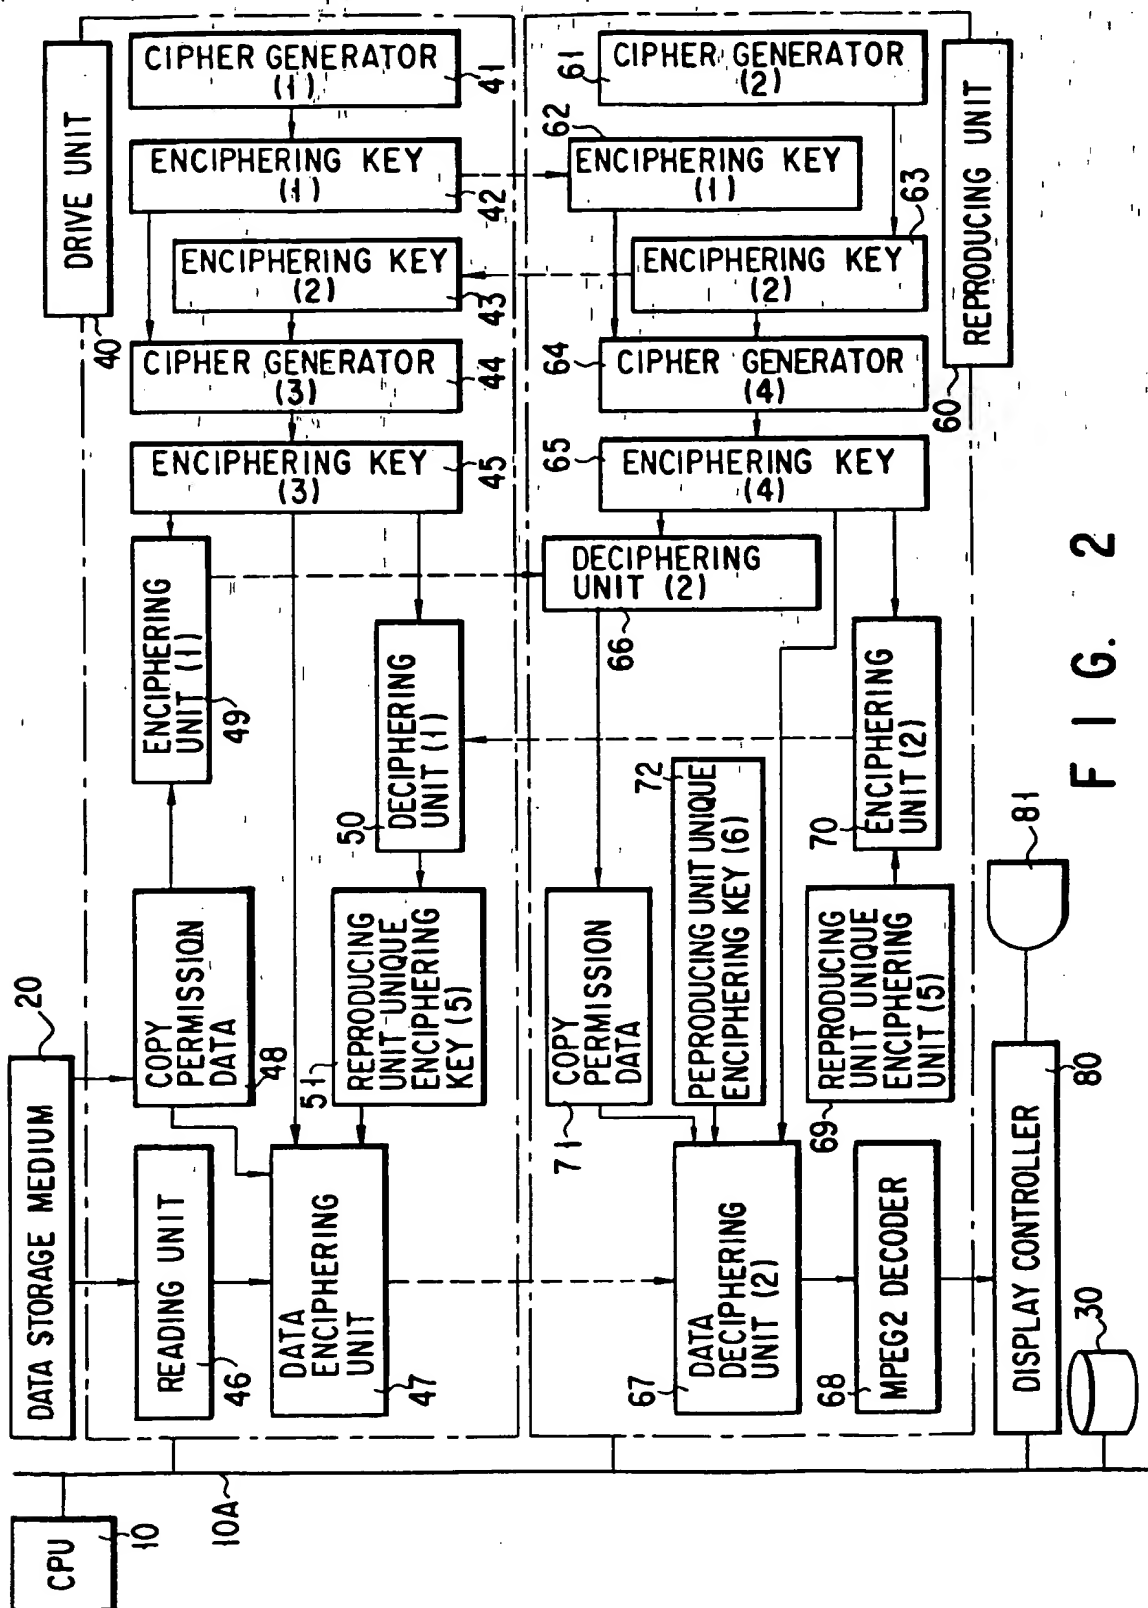 DRIVE UNIT
40
CIPHER GENERATOR
(1)
41
ENCIPHERING KEY
(1)
42
ENCIPHERING KEY
(2)
43
CIPHER GENERATOR
(3)
44
ENCIPHERING KEY
(3)
45
ENCIPHERING
UNIT (1)
49
DECIPHERING
UNIT (1)
50
COPY
PERMISSION
DATA
48
REPRODUCING
UNIT UNIQUE
ENCIPHERING
KEY (5)
51
DATA STORAGE MEDIUM
20
READING UNIT
46
DATA
ENCIPHERING
UNIT
47
CPU
10
10A
REPRODUCING UNIT
60
CIPHER GENERATOR
(2)
61
ENCIPHERING KEY
(1)
62
ENCIPHERING KEY
(2)
63
CIPHER GENERATOR
(4)
64
ENCIPHERING KEY
(4)
65
DECIPHERING
UNIT (2)
66
ENCIPHERING
UNIT (2)
70
COPY
PERMISSION
DATA
71
PEPRODUCING UNIT UNIQUE
ENCIPHERING KEY (6)
72
REPRODUCING
UNIT UNIQUE
ENCIPHERING
UNIT (5)
69
DATA
DECIPHERING
UNIT (2)
67
MPEG2 DECODER
68
DISPLAY CONTROLLER
80
81
30
FIG. 2